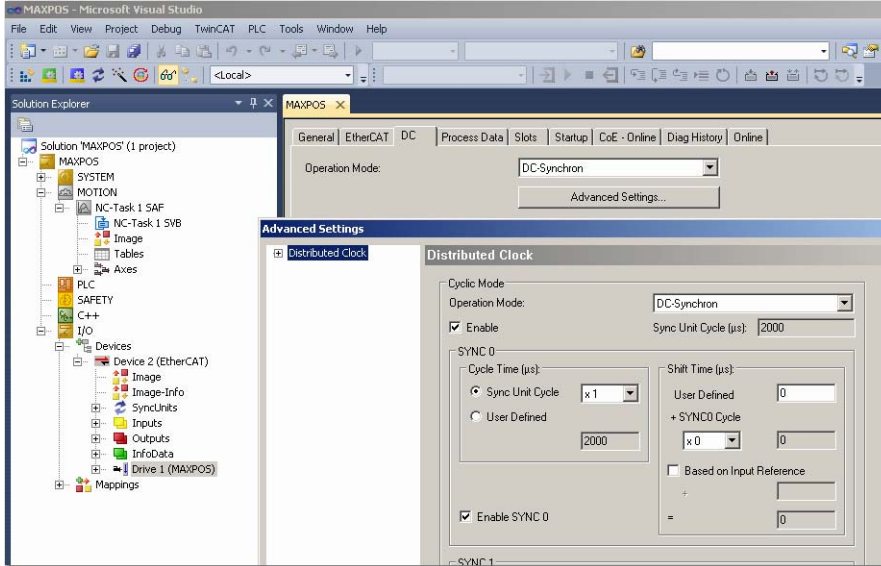 MAXPOS - Microsoft Visual Studio
File Edit View Project Debug TwinCAT PLC Tools Window Help
<Local>
Solution Explorer
MAXPOS
General EtherCAT DC Process Data Slots Startup CoE - Online Diag History Online
Solution 'MAXPOS' (1 project)
MAXPOS
SYSTEM
MOTION
NC-Task 1 SAF
NC-Task 1 SVB
Image
Tables
Axes
PLC
SAFETY
C++
I/O
Devices
Device 2 (EtherCAT)
Image
Image-Info
SyncUnits
Inputs
Outputs
InfoData
Drive 1 (MAXPOS)
Mappings
Operation Mode: DC-Synchron
Advanced Settings...
Advanced Settings
Distributed Clock
Distributed Clock
Cyclic Mode
Operation Mode: DC-Synchron
Enable Sync Unit Cycle (µs): 2000
SYNC 0
Cycle Time (µs): Shift Time (µs):
Sync Unit Cycle x 1 User Defined 0
User Defined + SYNC0 Cycle
2000 x 0 0
Based on Input Reference
+
Enable SYNC 0 = 0
SYNC 1